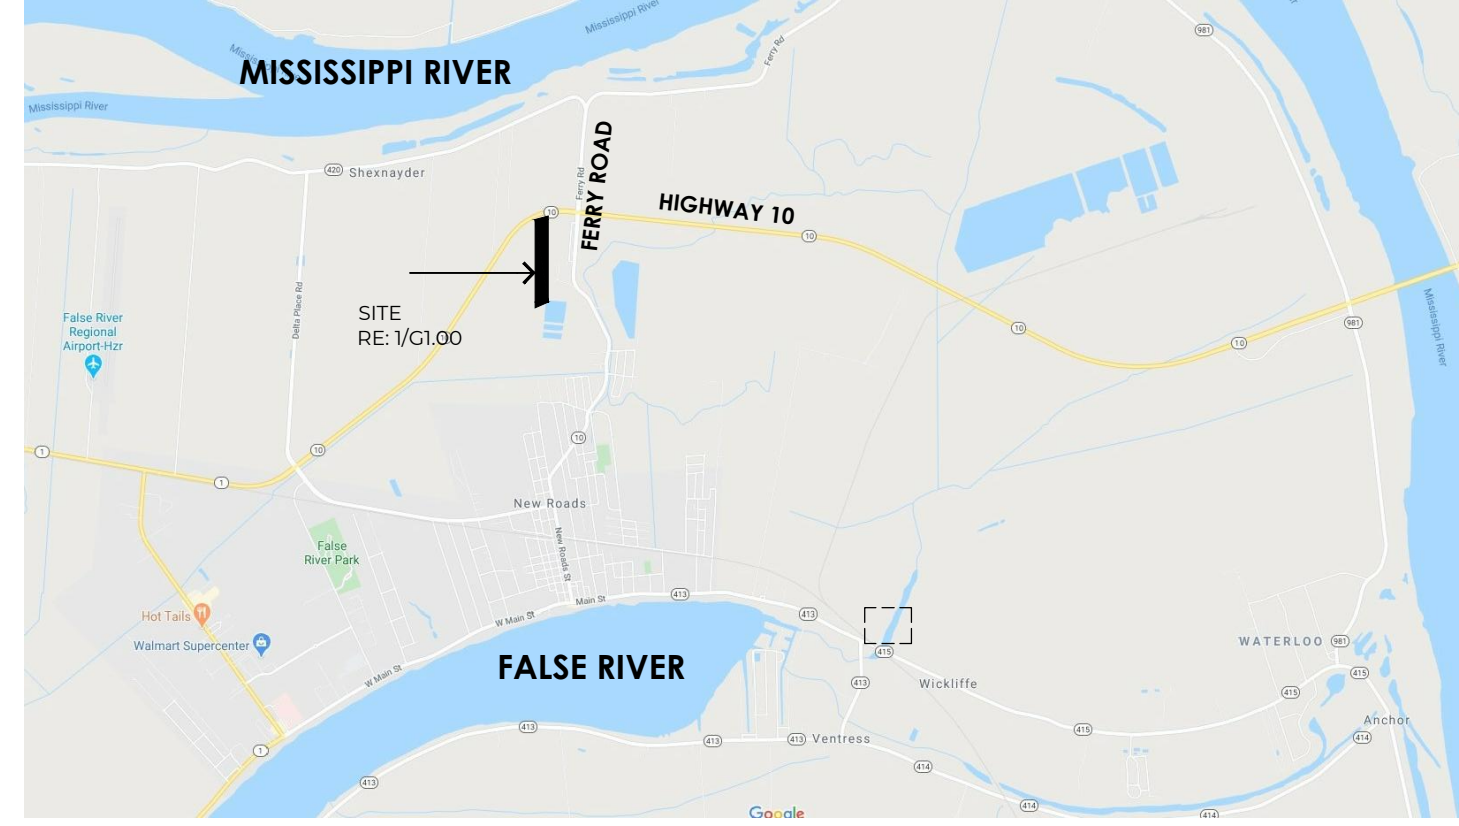 Mississippi River
981
Mississippi River
MISSISSIPPI RIVER
Ferry Rd
Mississippi River
FERRY ROAD
420 Shexnayder
Ferry Rd
10
HIGHWAY 10
10
SITE
RE: 1/G1.00
10
Delta Place Rd
False River
Regional
Airport-Hzr
10
10
981
Mississippi River
10
10
1
1
New Roads
New Roads St
False
River Park
Main St
413
413
W Main St
Hot Tails
Walmart Supercenter
FALSE RIVER
W Main St
415
WATERLOO 981
413
Wickliffe
415
415
Anchor
414
1
413
413
413 Ventress
415
414
413
414
414
Google